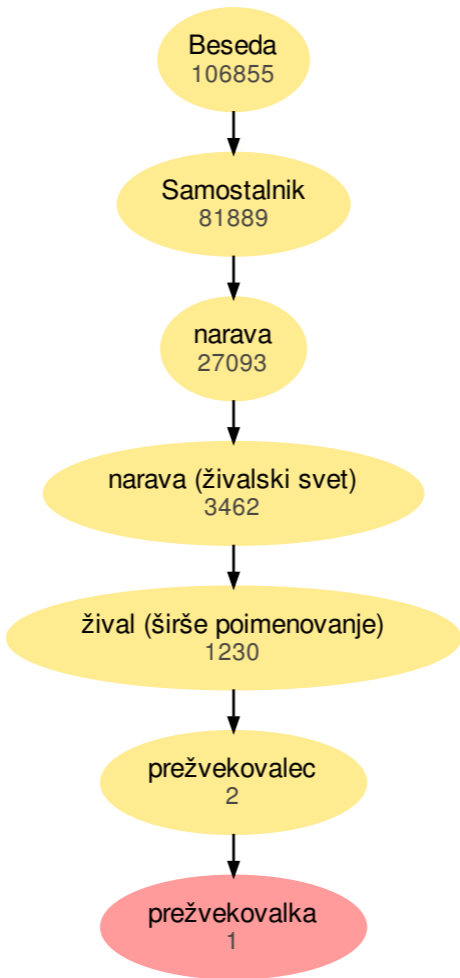 Beseda
106855
Samostalnik
81889
narava
27093
narava (živalski svet)
3462
žival (širše poimenovanje)
1230
prežvekovalec
2
prežvekovalka
1